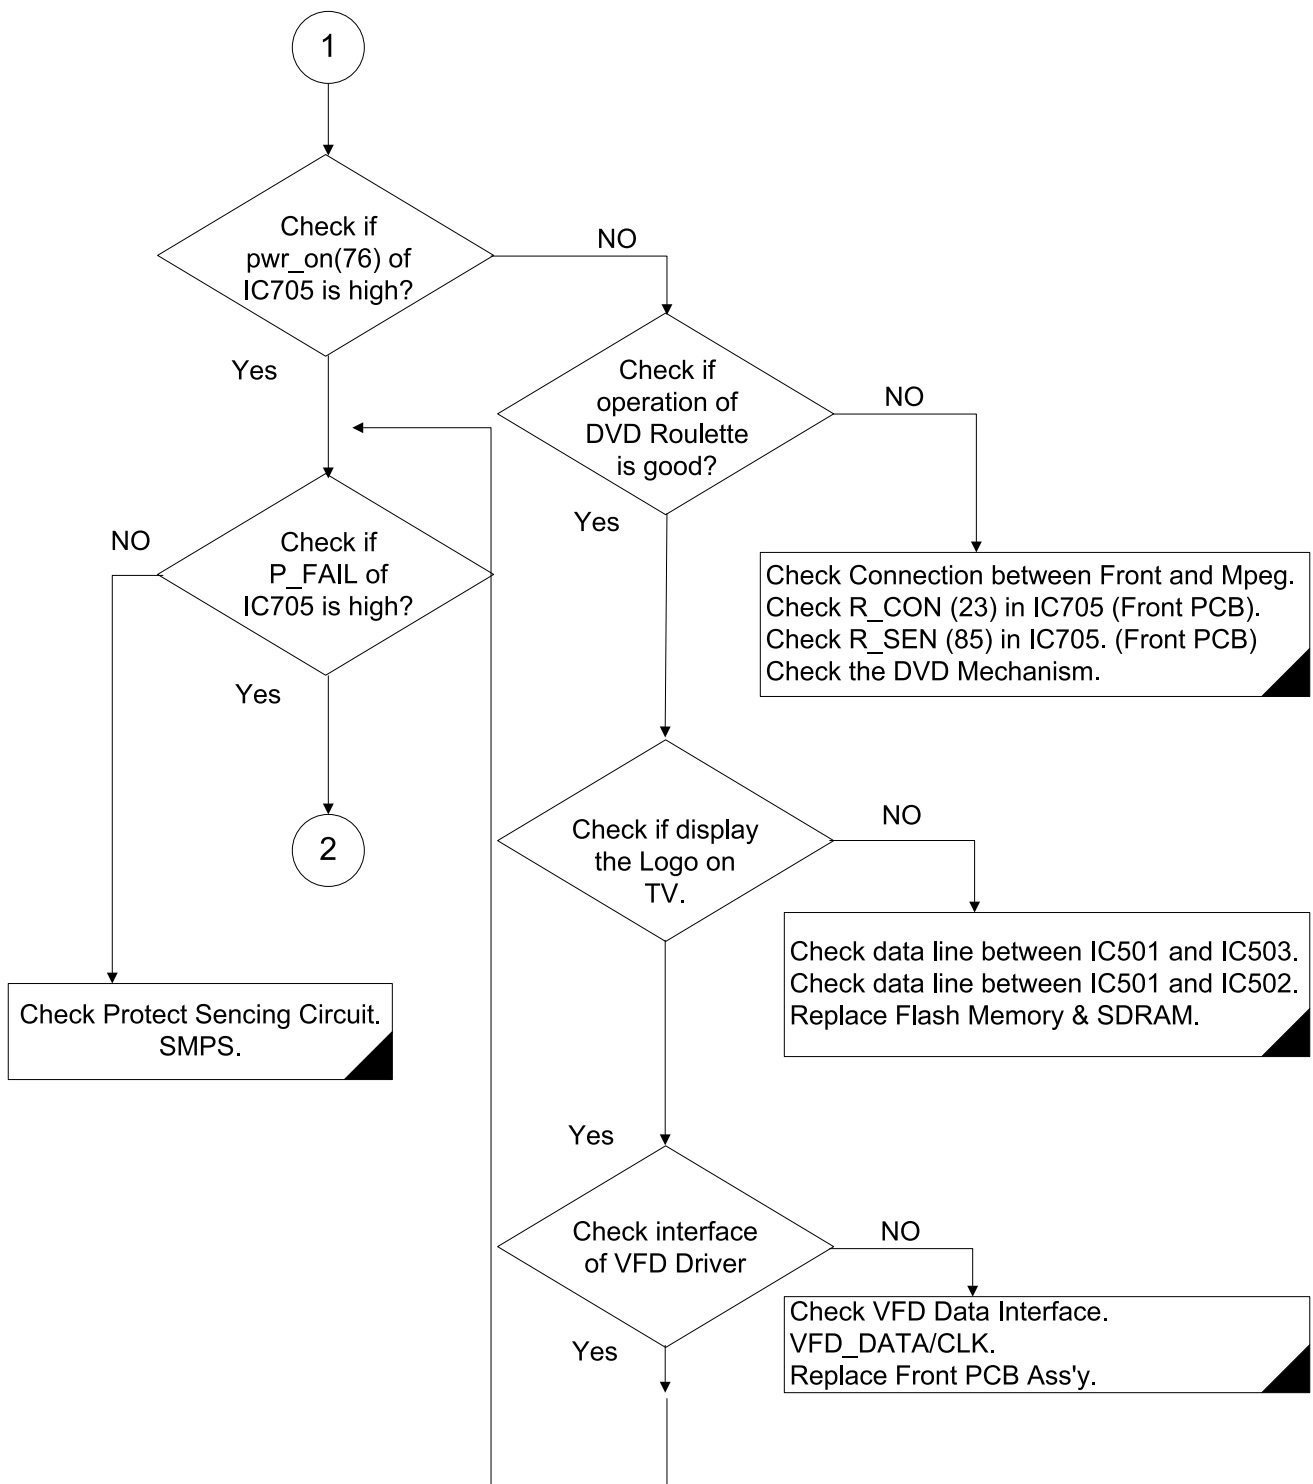 1
Check if
pwr_on(76) of
IC705 is high?
NO
Yes
Check if
operation of
DVD Roulette
is good?
NO
Yes
Check if
P_FAIL of
IC705 is high?
NO
Yes
Check Connection between Front and Mpeg.
Check R_CON (23) in IC705 (Front PCB).
Check R_SEN (85) in IC705. (Front PCB)
Check the DVD Mechanism.
2
Check if display
the Logo on
TV.
NO
Check data line between IC501 and IC503.
Check data line between IC501 and IC502.
Replace Flash Memory & SDRAM.
Check Protect Sencing Circuit.
SMPS.
Yes
Check interface
of VFD Driver
NO
Yes
Check VFD Data Interface.
VFD_DATA/CLK.
Replace Front PCB Ass'y.